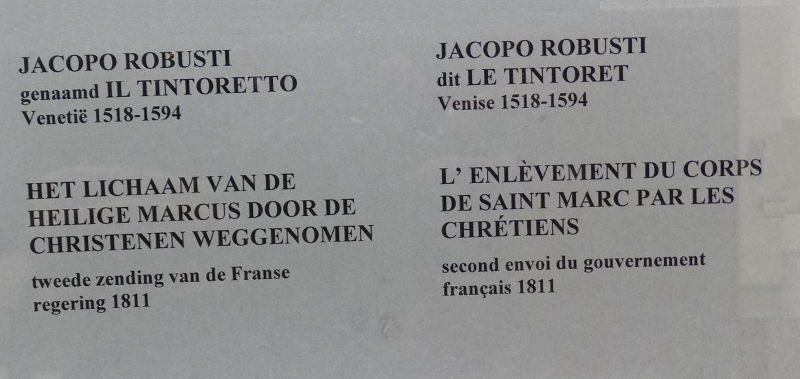 JACOPO ROBUSTI
genaamd IL TINTORETTO
Venetië 1518-1594
HET LICHAAM VAN DE
HEILIGE MARCUS DOOR DE
CHRISTENEN WEGGENOMEN
tweede zending van de Franse
regering 1811
JACOPO ROBUSTI
dit LE TINTORET
Venise 1518-1594
L' ENLÈVEMENT DU CORPS
DE SAINT MARC PAR LES
CHRÉTIENS
second envoi du gouvernement
français 1811